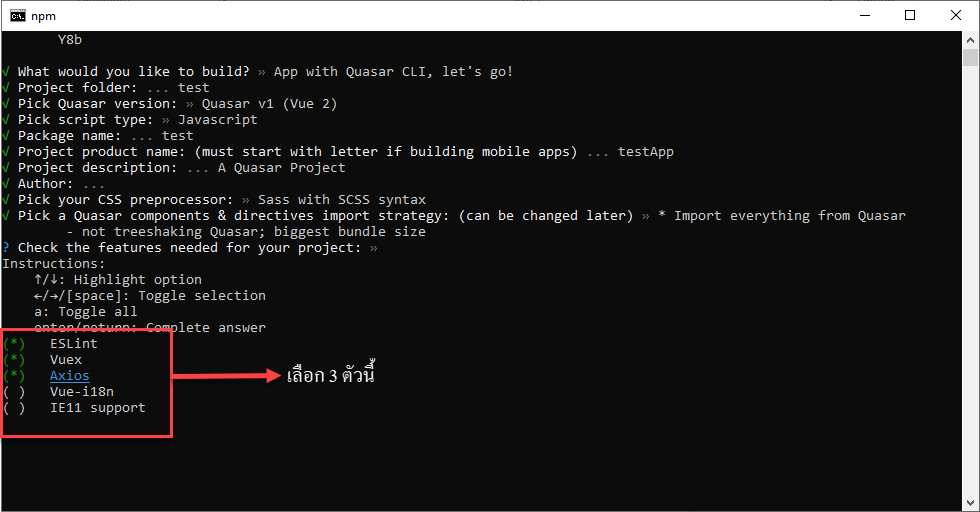 npm
Y8b
√ What would you like to build? » App with Quasar CLI, let's go!
√ Project folder: ... test
√ Pick Quasar version: » Quasar v1 (Vue 2)
√ Pick script type: » Javascript
√ Package name: ... test
√ Project product name: (must start with letter if building mobile apps) ... testApp
√ Project description: ... A Quasar Project
√ Author: ...
√ Pick your CSS preprocessor: » Sass with SCSS syntax
√ Pick a Quasar components & directives import strategy: (can be changed later) » * Import everything from Quasar
- not treeshaking Quasar; biggest bundle size
? Check the features needed for your project: »
Instructions:
↑/↓: Highlight option
←/→/[space]: Toggle selection
a: Toggle all
enter/return: Complete answer
(*) ESLint
(*) Vuex
(*) Axios
( ) Vue-i18n
( ) IE11 support
เลือก 3 ตัวนี้